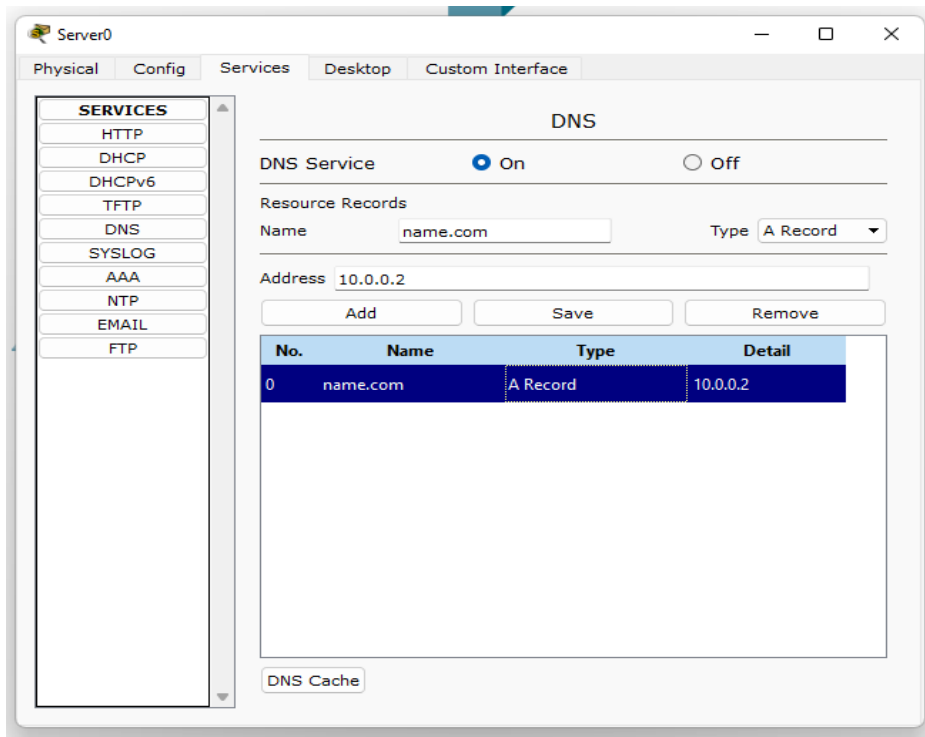 Server0
Physical Config Services Desktop Custom Interface
SERVICES
HTTP
DHCP
DHCPv6
TFTP
DNS
SYSLOG
AAA
NTP
EMAIL
FTP
DNS
DNS Service On Off
Resource Records
Name name.com Type A Record
Address 10.0.0.2
Add Save Remove
No. Name Type Detail
0 name.com A Record 10.0.0.2
DNS Cache